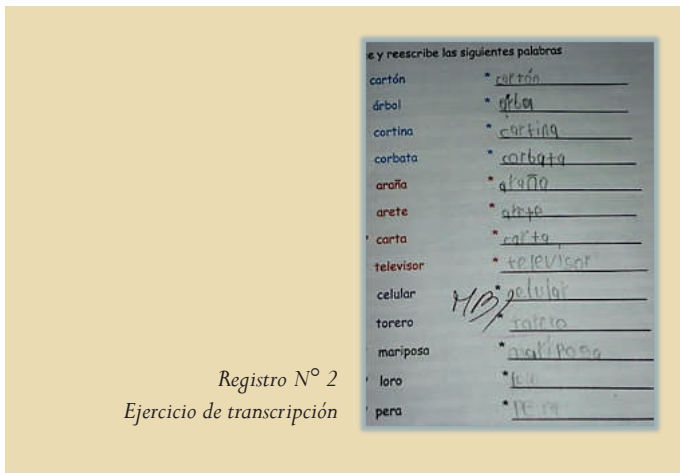 e y reescribe las siguientes palabras
cartón * cartón
árbol * árbol
cortina * cortina
corbata * corbata
araña * araña
arete * arete
carta * carta
televisor * televisor
celular * celular
MB/
torero * torero
mariposa * mariposa
loro *
pera * pera
Registro N° 2
Ejercicio de transcripción